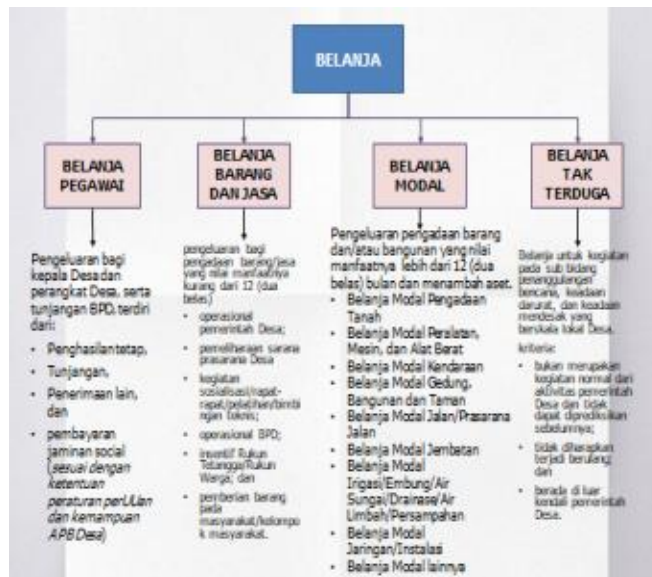 BELANJA
BELANJA
PEGAWAI
Pengeluaran bagi
kepala Desa dan
perangkat Desa, serta
tunjangan BPD, terdiri
dari:
• Penghasilan tetap,
• Tunjangan,
• Penerimaan lain,
dan
• pembayaran
jaminan social
(sesuai dengan
ketentuan
peraturan perUUan
dan kemampuan
APB Desa)
BELANJA
BARANG
DAN JASA
pengeluaran bagi
pengadaan barang/jasa
yang nilai manfaatnya
kurang dari 12 (dua
belas)
• operasional
pemerintah Desa;
• pemeliharaan sarana
prasarana Desa
• kegiatan
sosialisasi/rapat-
rapat/pelatihan/bimbi
ngan teknis;
• operasional BPD;
• insentif Rukun
Tetangga/Rukun
Warga; dan
• pemberian barang
pada
masyarakat/kelompo
k masyarakat.
BELANJA
MODAL
Pengeluaran pengadaan barang
dan/atau bangunan yang nilai
manfaatnya lebih dari 12 (dua
belas) bulan dan menambah aset.
• Belanja Modal Pengadaan
Tanah
• Belanja Modal Peralatan,
Mesin, dan Alat Berat
• Belanja Modal Kendaraan
• Belanja Modal Gedung,
Bangunan dan Taman
• Belanja Modal Jalan/Prasarana
Jalan
• Belanja Modal Jembatan
• Belanja Modal
Irigasi/Embung/Air
Sungai/Drainase/Air
Limbah/Persampahan
• Belanja Modal
Jaringan/Instalasi
• Belanja Modal lainnya
BELANJA
TAK
TERDUGA
Belanja untuk kegiatan
pada sub bidang
penanggulangan
bencana, keadaan
darurat, dan keadaan
mendesak yang
berskala lokal Desa.
kriteria:
• bukan merupakan
kegiatan normal dari
aktivitas pemerintah
Desa dan tidak
dapat diprediksikan
sebelumnya;
• tidak diharapkan
terjadi berulang;
dan
• berada di luar
kendali pemerintah
Desa.